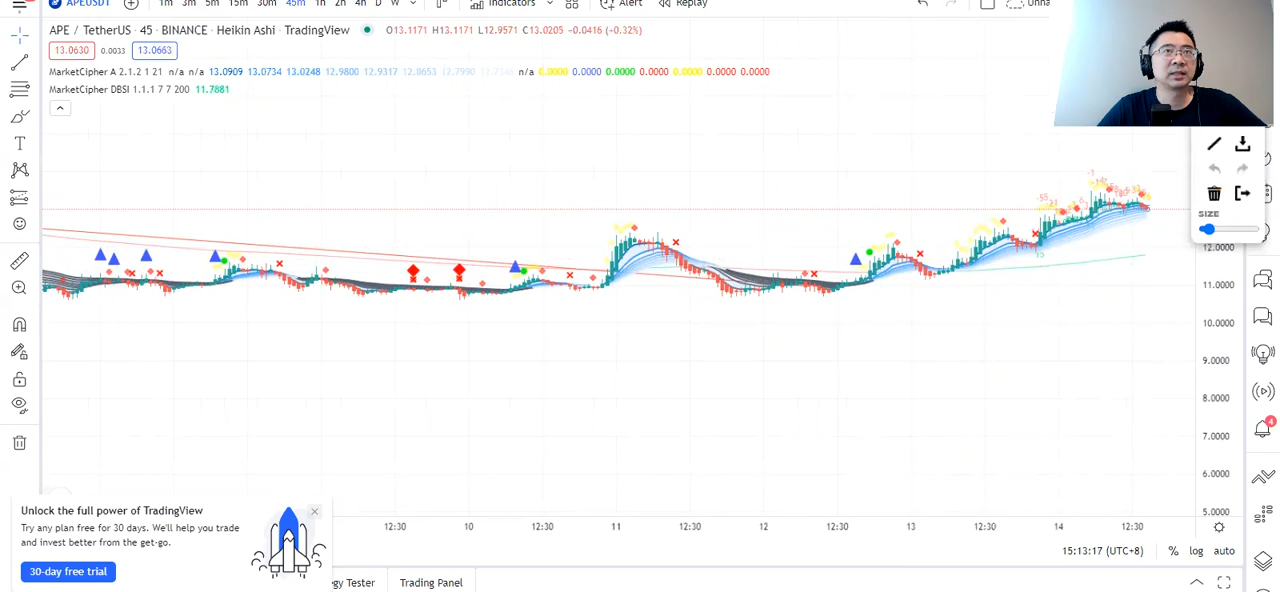 APEUSDT 1m 3m 5m 15m 30m 45m 1h 2h 4h D W Indicators Alert Replay Unna
APE / TetherUS · 45 · BINANCE · Heikin Ashi · TradingView O13.1171 H13.1171 L12.9571 C13.0205 -0.0416 (-0.32%)
13.0630 0.0033 13.0663
MarketCipher A 2.1.2 1 21 n/a n/a 13.0909 13.0734 13.0248 12.9800 12.9317 12.8653 12.7990 n/a 0.0000 0.0000 0.0000 0.0000 0.0000 0.0000 0.0000
MarketCipher DBSI 1.1.1 7 7 200 11.7881
SIZE
12.0000
11.0000
10.0000
9.0000
8.0000
7.0000
6.0000
5.0000
4
12:30 10 12:30 11 12:30 12 12:30 13 12:30 14 12:30
Unlock the full power of TradingView
Try any plan free for 30 days. We'll help you trade
and invest better from the get-go.
30-day free trial
15:13:17 (UTC+8) % log auto
egy Tester Trading Panel